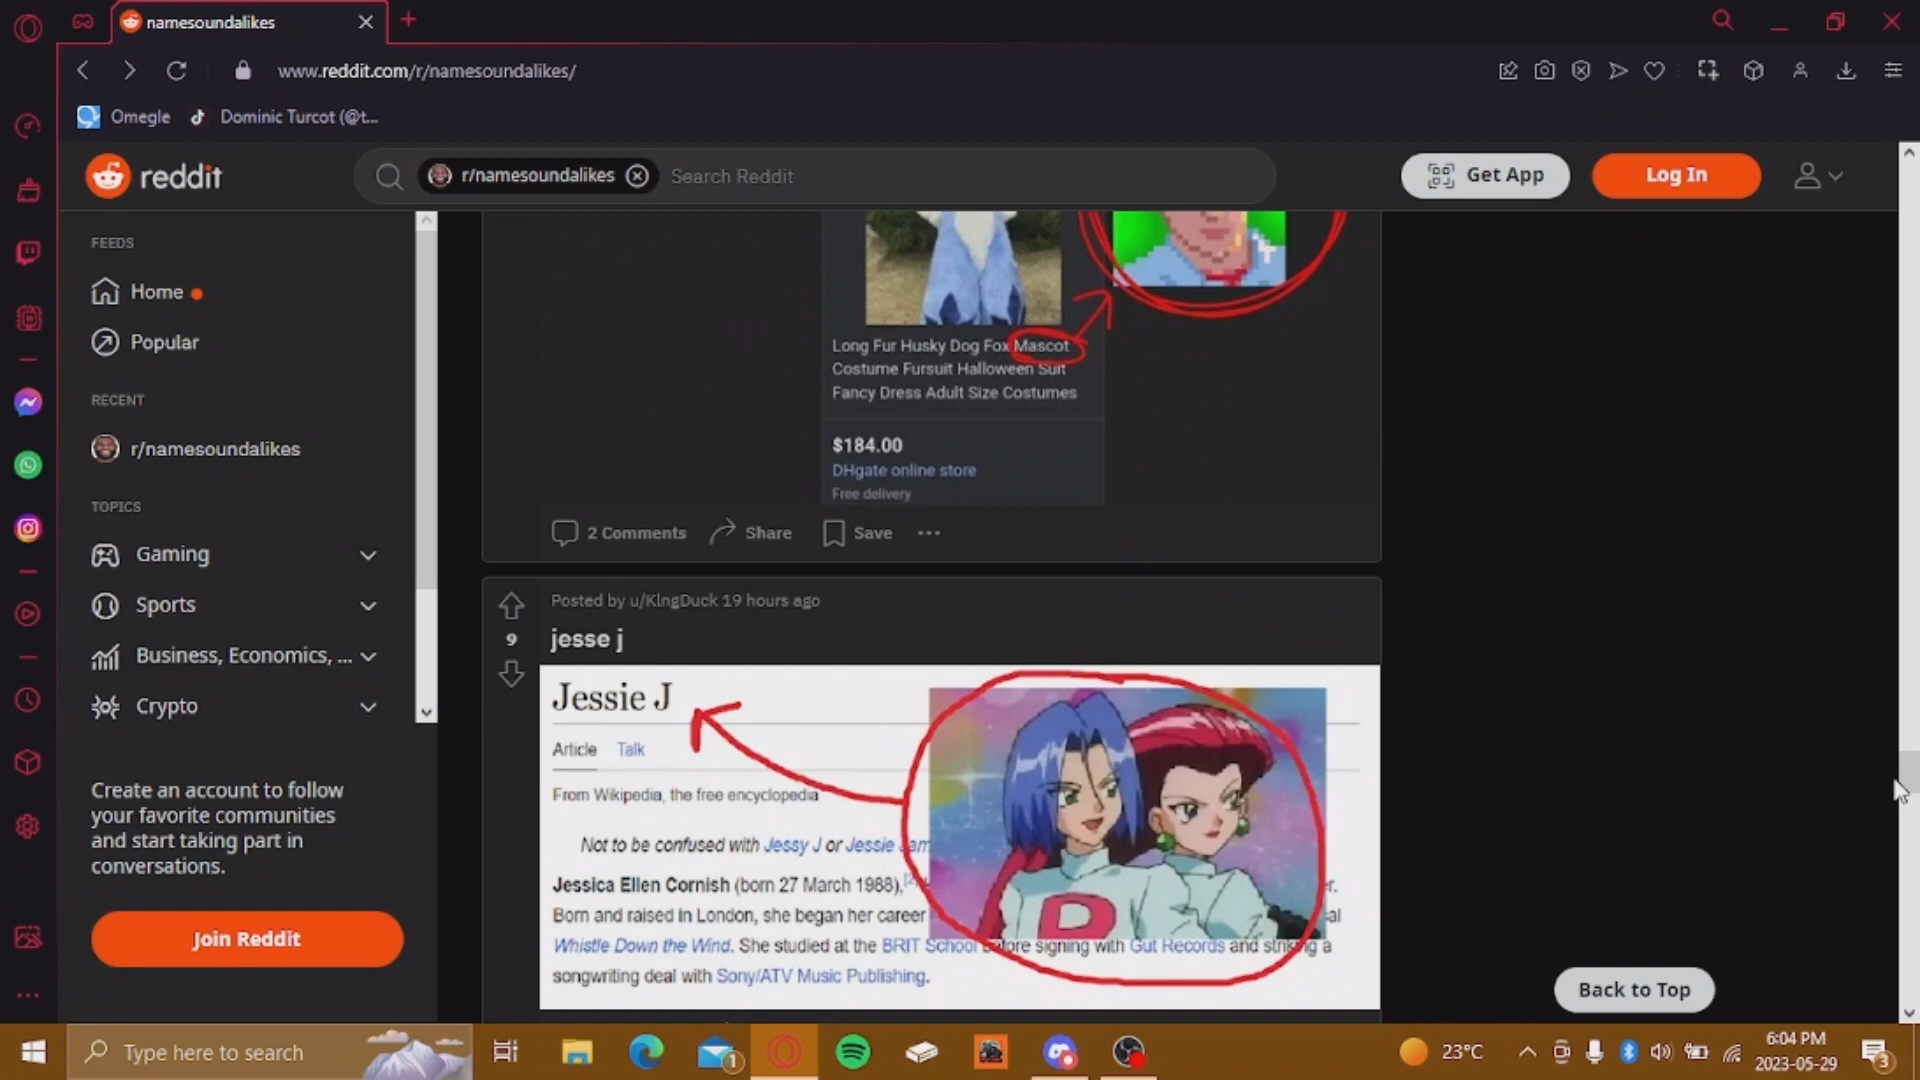 namesoundalikes
www.reddit.com/r/namesoundalikes/
Omegle
Dominic Turcot (@t...
reddit
r/namesoundalikes
Search Reddit
Get App
Log In
FEEDS
Home
Popular
RECENT
r/namesoundalikes
TOPICS
Gaming
Sports
Business, Economics, ...
Crypto
Create an account to follow
your favorite communities
and start taking part in
conversations.
Join Reddit
Long Fur Husky Dog Fox Mascot
Costume Fursuit Halloween Suit
Fancy Dress Adult Size Costumes
$184.00
DHgate online store
Free delivery
2 Comments
Share
Save
Posted by u/KlngDuck 19 hours ago
9
jesse j
Jessie J
Article Talk
From Wikipedia, the free encyclopedia
Not to be confused with Jessy J or Jessie
Jessica Ellen Cornish (born 27 March 1988),
Born and raised in London, she began her career
Whistle Down the Wind. She studied at the BRIT School before signing with Gut Records and striking a
songwriting deal with Sony/ATV Music Publishing.
Back to Top
Type here to search
1
23°C
6:04 PM
2023-05-29
3